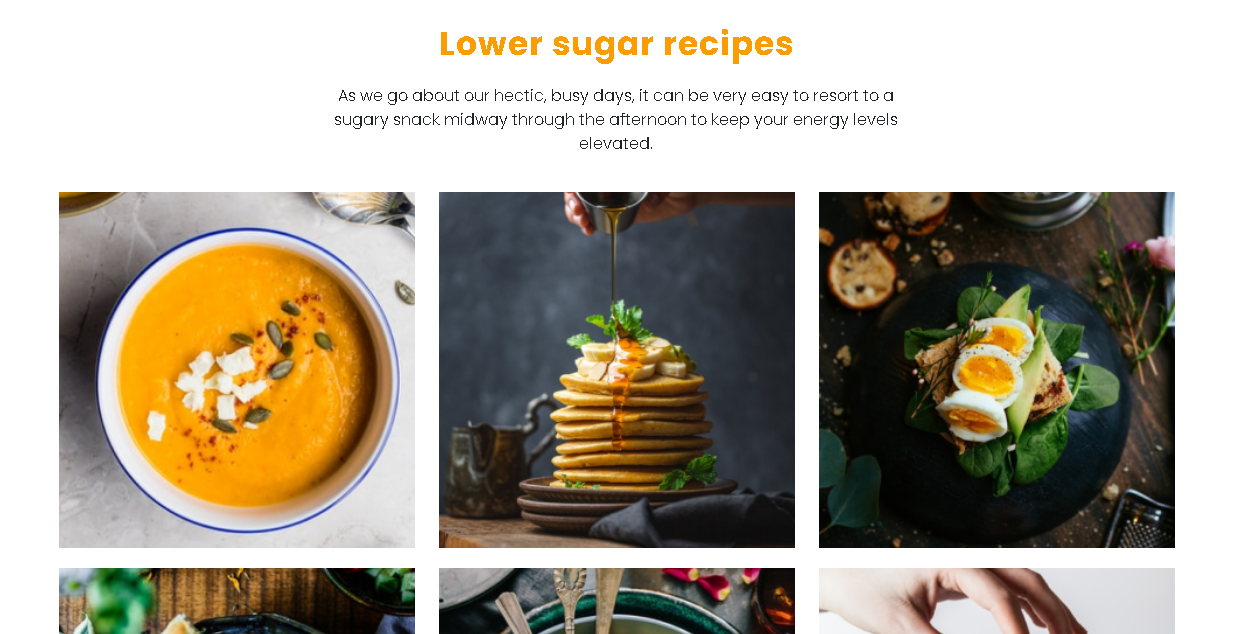 Lower sugar recipes
As we go about our hectic, busy days, it can be very easy to resort to a
sugary snack midway through the afternoon to keep your energy levels
elevated.